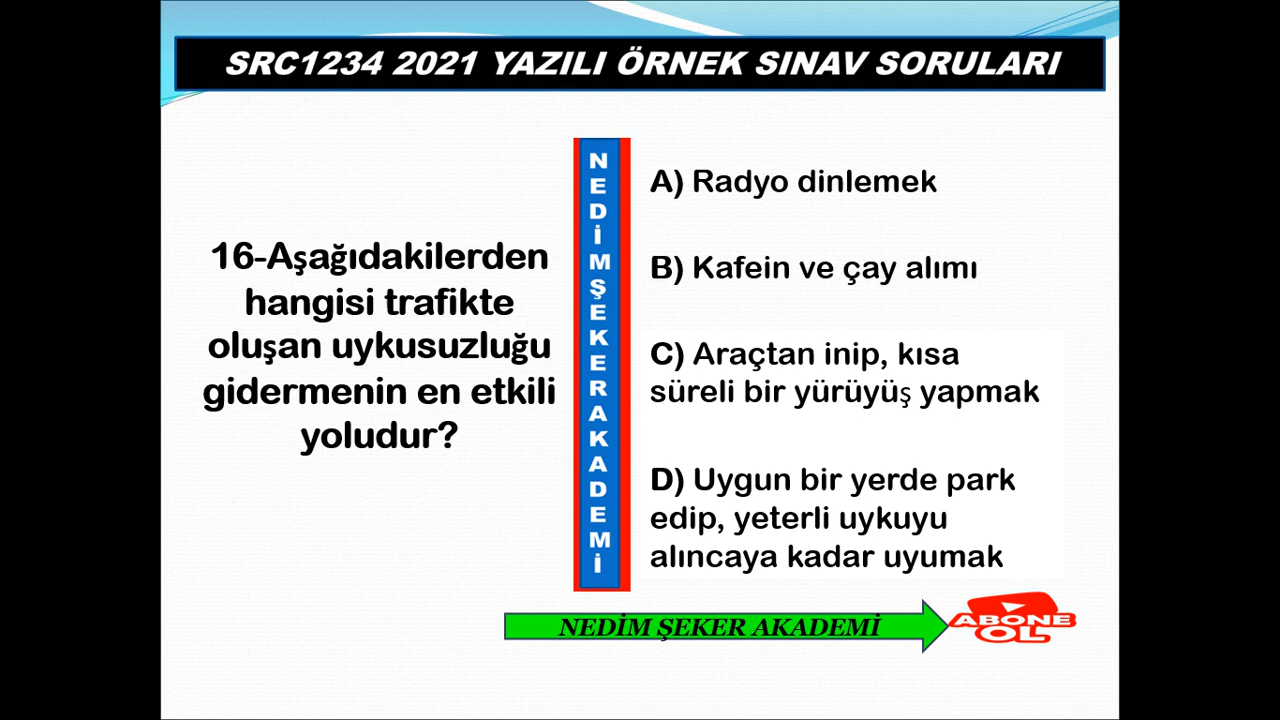 SRC1234 2021 YAZILI ÖRNEK SINAV SORULARI
16-Aşağıdakilerden
hangisi trafikte
oluşan uykusuzluğu
gidermenin en etkili
yoludur?
N
E
D
İ
M
Ş
E
K
E
R
A
K
A
D
E
M
İ
A) Radyo dinlemek
B) Kafein ve çay alımı
C) Araçtan inip, kısa
süreli bir yürüyüş yapmak
D) Uygun bir yerde park
edip, yeterli uykuyu
alıncaya kadar uyumak
NEDİM ŞEKER AKADEMİ
ABONE
OL